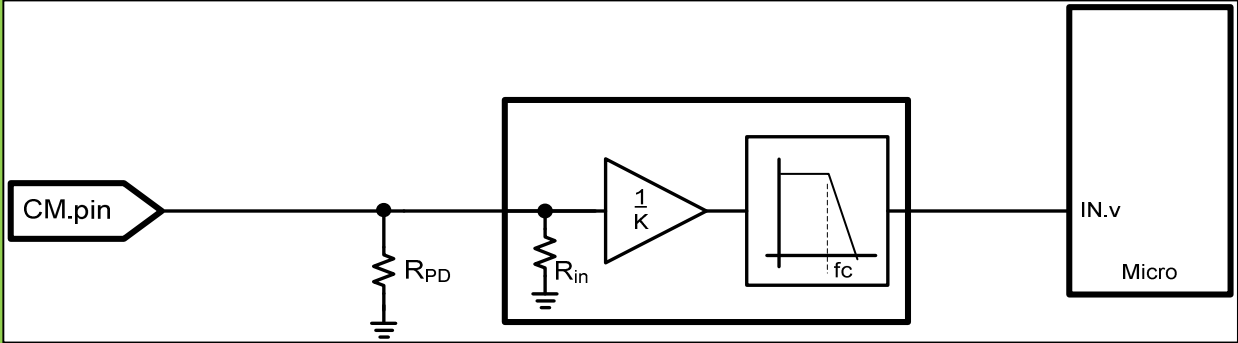 CM.pin
RPD
Rin
1
K
fc
IN.v
Micro